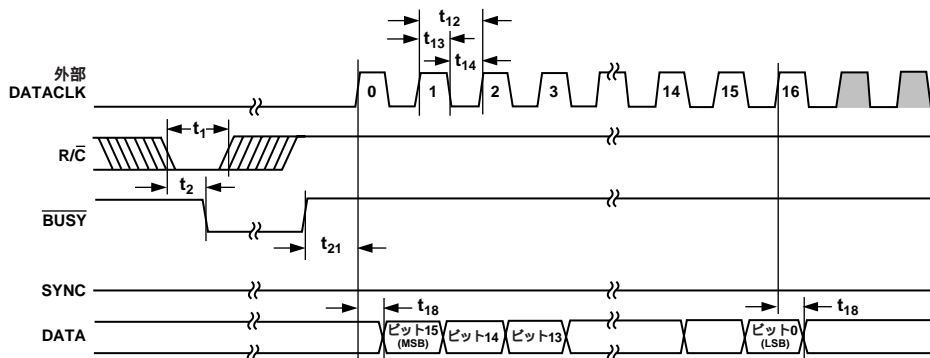 t12
t13
t14
外部
DATACLK
0
1
2
3
14
15
16
t1
R/C̅
t2
B̅U̅S̅Y̅
t21
SYNC
t18
t18
DATA
ビット15
(MSB)
ビット14
ビット13
ビット0
(LSB)